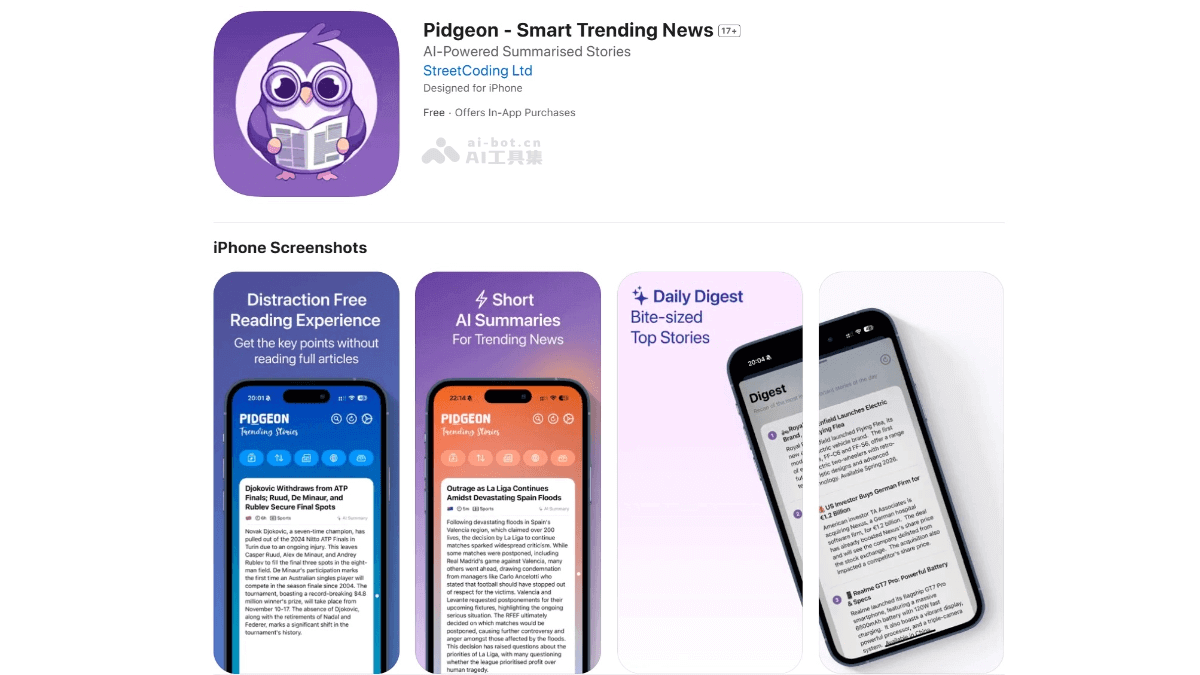 Pidgeon - Smart Trending News 17+
AI-Powered Summarised Stories
StreetCoding Ltd
Designed for iPhone
Free · Offers In-App Purchases
ai-bot.cn
AI工具集
iPhone Screenshots
Distraction Free
Reading Experience
Get the key points without
reading full articles
20:01
PIDGEON
Trending Stories
Djokovic Withdraws from ATP
Finals; Ruud, De Minaur, and
Rublev Secure Final Spots
6h Sports AI Summary
Novak Djokovic, a seven-time champion, has
pulled out of the 2024 Nitto ATP Finals in
Turin due to an ongoing injury. This leaves
Casper Ruud, Alex de Minaur, and Andrey
Rublev to fill the final three spots in the eight-
man field. De Minaur's participation marks
the first time an Australian singles player will
compete in the season finale since 2004. The
tournament, boasting a record-breaking $4.8
million winner's prize, will take place from
November 10-17. The absence of Djokovic,
along with the retirements of Nadal and
Federer, marks a significant shift in the
tournament's history.
Short
AI Summaries
For Trending News
22:14
PIDGEON
Trending Stories
Outrage as La Liga Continues
Amidst Devastating Spain Floods
5m Sports AI Summary
Following devastating floods in Spain's
Valencia region, which claimed over 200
lives, the decision by La Liga to continue
matches sparked widespread criticism. While
some matches were postponed, including
Real Madrid's game against Valencia, many
others went ahead, drawing condemnation
from managers like Carlo Ancelotti who
stated that football should have stopped out
of respect for the victims. Valencia and
Levante requested postponements for their
upcoming fixtures, highlighting the ongoing
serious situation. The RFEF ultimately
decided on which matches would be
postponed, causing further controversy and
anger amongst those affected by the floods.
This decision has raised questions about the
priorities of La Liga, with many questioning
whether the league prioritised profit over
human tragedy.
Daily Digest
Bite-sized
Top Stories
20:04
Digest
stories of the day
1
Royal
Brand,
nfield Launches Electric
Flying Flea
Royal
new e
nfield launched Flying Flea, its
electric vehicle brand. The first
FF-C6 and FF-S6, offer a range
of e
ectric two-wheelers with retro-
istic designs and advanced
nology. Available Spring 2026.
2
US Investor Buys German Firm for
€1.2 Billion
American investor TA Associates is
acquiring Nexus, a German hospital
software firm, for €1.2 billion. The deal
has already boosted Nexus's share price
and will see the company delisted from
the stock exchange. The acquisition also
impacted a competitor's share price.
3
Realme GT7 Pro: Powerful Battery
& Specs
Realme launched its flagship GT7 Pro
smartphone, featuring a massive
6500mAh battery with 120W fast
charging. It also boasts a vibrant display,
powerful processor, and a triple-camera
system. Available in China